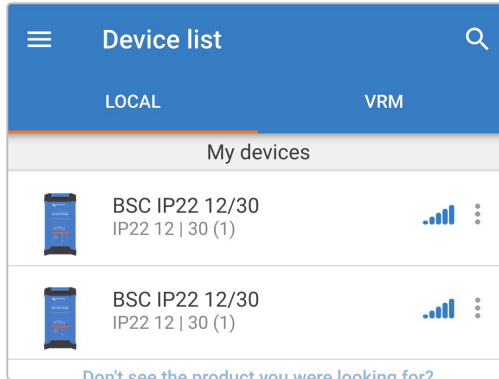 Device list
LOCAL VRM
My devices
BSC IP22 12/30
IP22 12 | 30 (1)
BSC IP22 12/30
IP22 12 | 30 (1)
Don't see the product you were looking for?